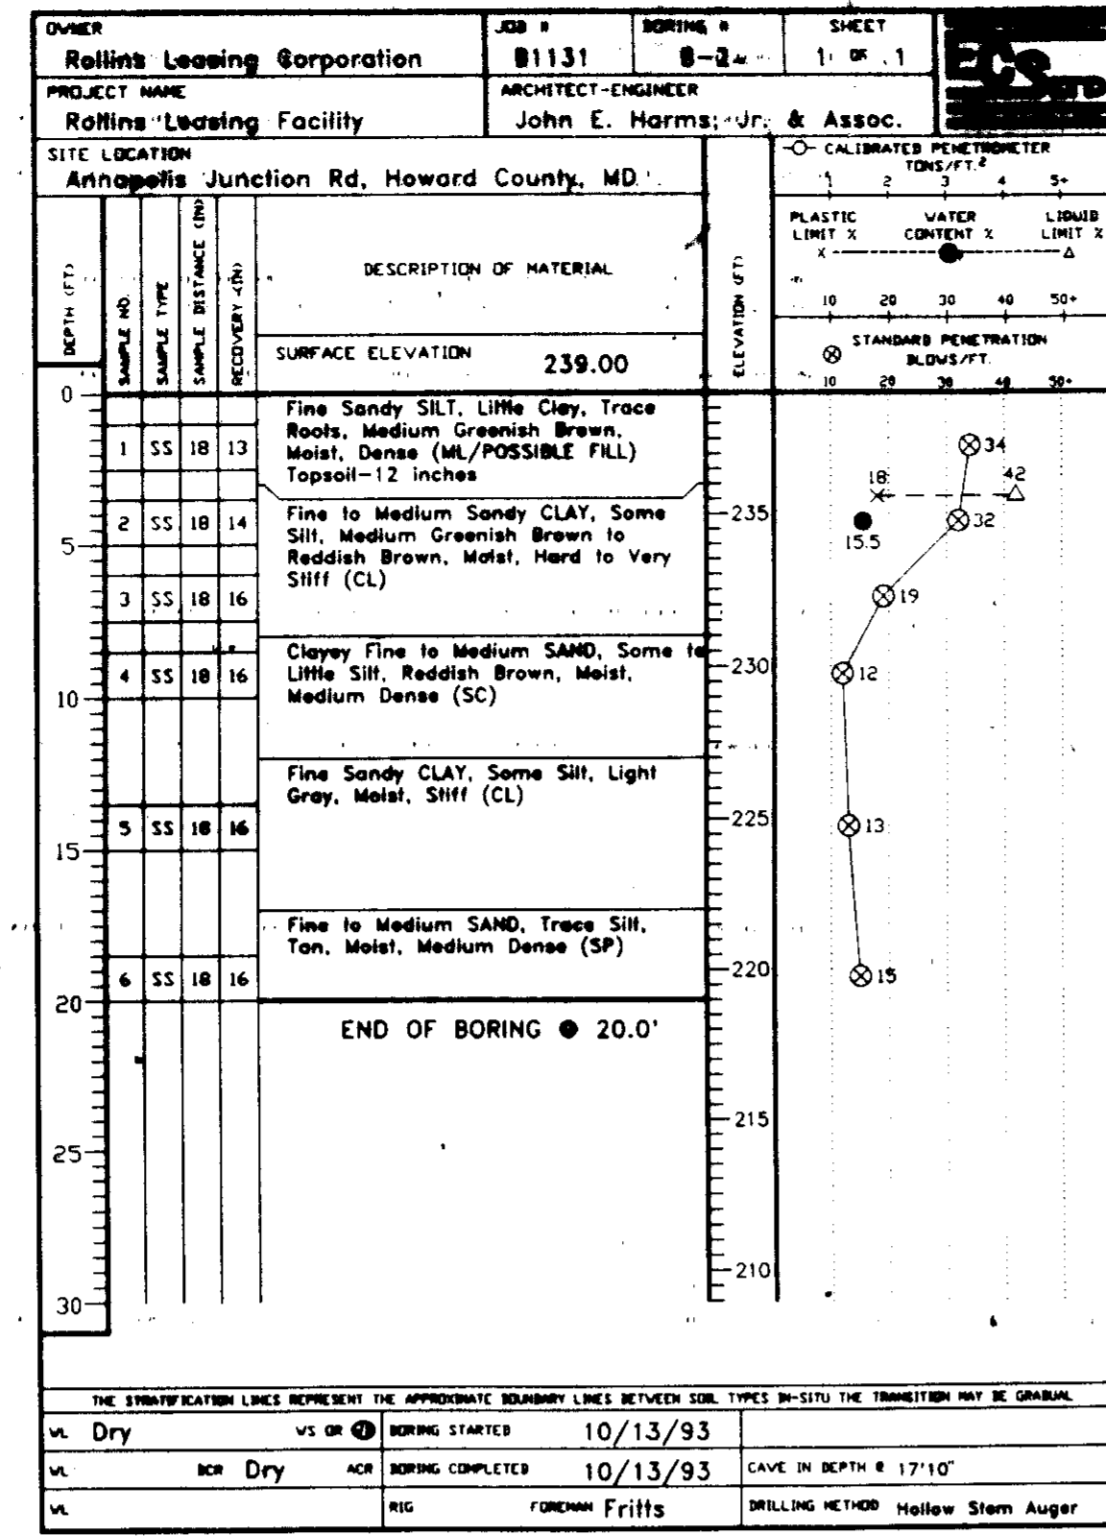 OWNER
Rollins Leasing Corporation
JOB #
B1131
BORING #
B-2
SHEET
1 OF 1
ECS LTD
PROJECT NAME
Rollins Leasing Facility
ARCHITECT-ENGINEER
John E. Harms, Jr. & Assoc.
SITE LOCATION
Annapolis Junction Rd, Howard County, MD
CALIBRATED PENETROMETER
TONS/FT.2
1 2 3 4 5+
PLASTIC LIMIT %
WATER CONTENT %
LIQUID LIMIT %
10 20 30 40 50+
STANDARD PENETRATION
BLOWS/FT.
10 20 30 40 50+
DEPTH (FT)
SAMPLE NO.
SAMPLE TYPE
SAMPLE DISTANCE (IN)
RECOVERY (IN)
DESCRIPTION OF MATERIAL
SURFACE ELEVATION 239.00
ELEVATION (FT)
0
Fine Sandy SILT, Little Clay, Trace
Roots, Medium Greenish Brown,
Moist, Dense (ML/POSSIBLE FILL)
Topsoil-12 inches
1 SS 18 13
34
18
42
Fine to Medium Sandy CLAY, Some
Silt, Medium Greenish Brown to
Reddish Brown, Moist, Hard to Very
Stiff (CL)
2 SS 18 14
235
32
15.5
5
3 SS 18 16
19
Clayey Fine to Medium SAND, Some to
Little Silt, Reddish Brown, Moist,
Medium Dense (SC)
4 SS 18 16
230
12
10
Fine Sandy CLAY, Some Silt, Light
Gray, Moist, Stiff (CL)
5 SS 18 16
225
13
15
Fine to Medium SAND, Trace Silt,
Tan, Moist, Medium Dense (SP)
6 SS 18 16
220
15
20
END OF BORING @ 20.0'
215
25
210
30
THE STRATIFICATION LINES REPRESENT THE APPROXIMATE BOUNDARY LINES BETWEEN SOIL TYPES IN-SITU THE TRANSITION MAY BE GRADUAL
WL Dry WS OR
BORING STARTED 10/13/93
WL BCR Dry ACR
BORING COMPLETED 10/13/93
CAVE IN DEPTH @ 17'10"
WL
RIG FOREMAN Fritts
DRILLING METHOD Hollow Stem Auger